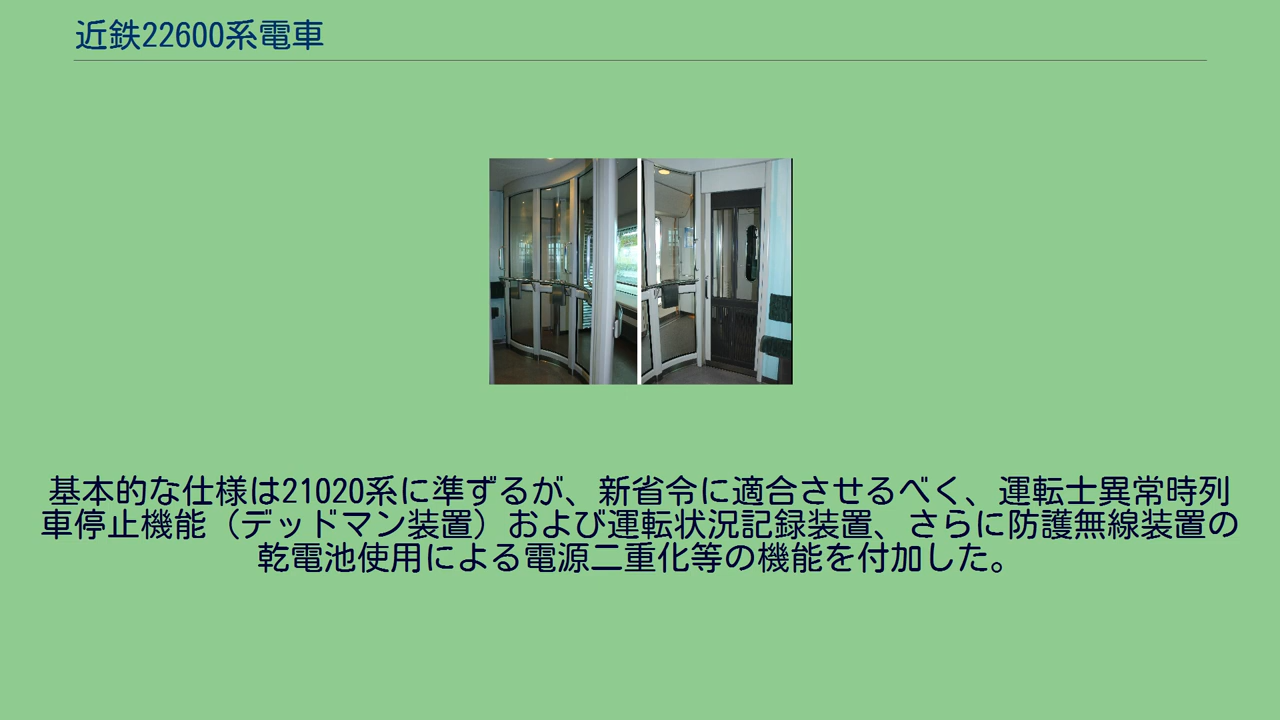 近鉄22600系電車
基本的な仕様は21020系に準ずるが、新省令に適合させるべく、運転士異常時列
車停止機能（デッドマン装置）および運転状況記録装置、さらに防護無線装置の
乾電池使用による電源二重化等の機能を付加した。